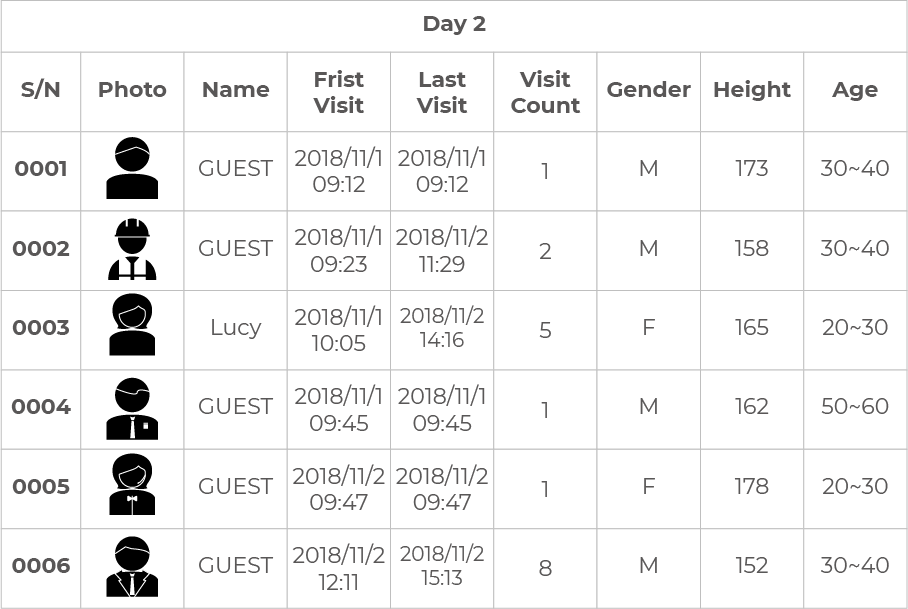 Day 2
S/N Photo Name Frist Visit Last Visit Visit Count Gender Height Age
0001 GUEST 2018/11/1 09:12 2018/11/1 09:12 1 M 173 30~40
0002 GUEST 2018/11/1 09:23 2018/11/2 11:29 2 M 158 30~40
0003 Lucy 2018/11/1 10:05 2018/11/2 14:16 5 F 165 20~30
0004 GUEST 2018/11/1 09:45 2018/11/1 09:45 1 M 162 50~60
0005 GUEST 2018/11/2 09:47 2018/11/2 09:47 1 F 178 20~30
0006 GUEST 2018/11/2 12:11 2018/11/2 15:13 8 M 152 30~40